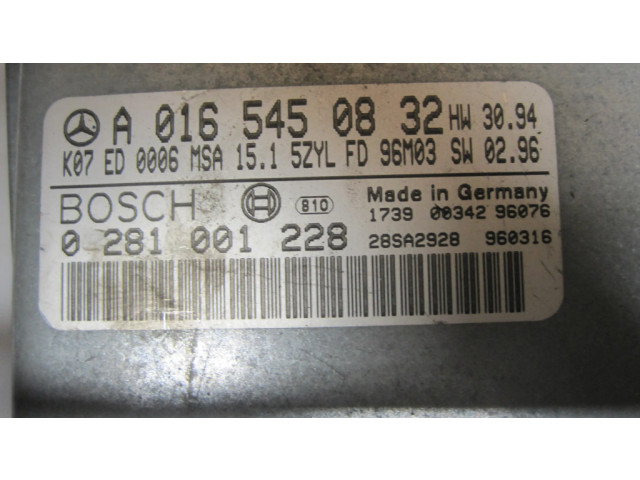 A 016 545 08 32 HW 30.94
K07 ED 0006 MSA 15.1 5ZYL FD 96M03 SW 02.96
BOSCH B10 Made in Germany
1739 00342 96076
0 281 001 228 28SA2928 960316